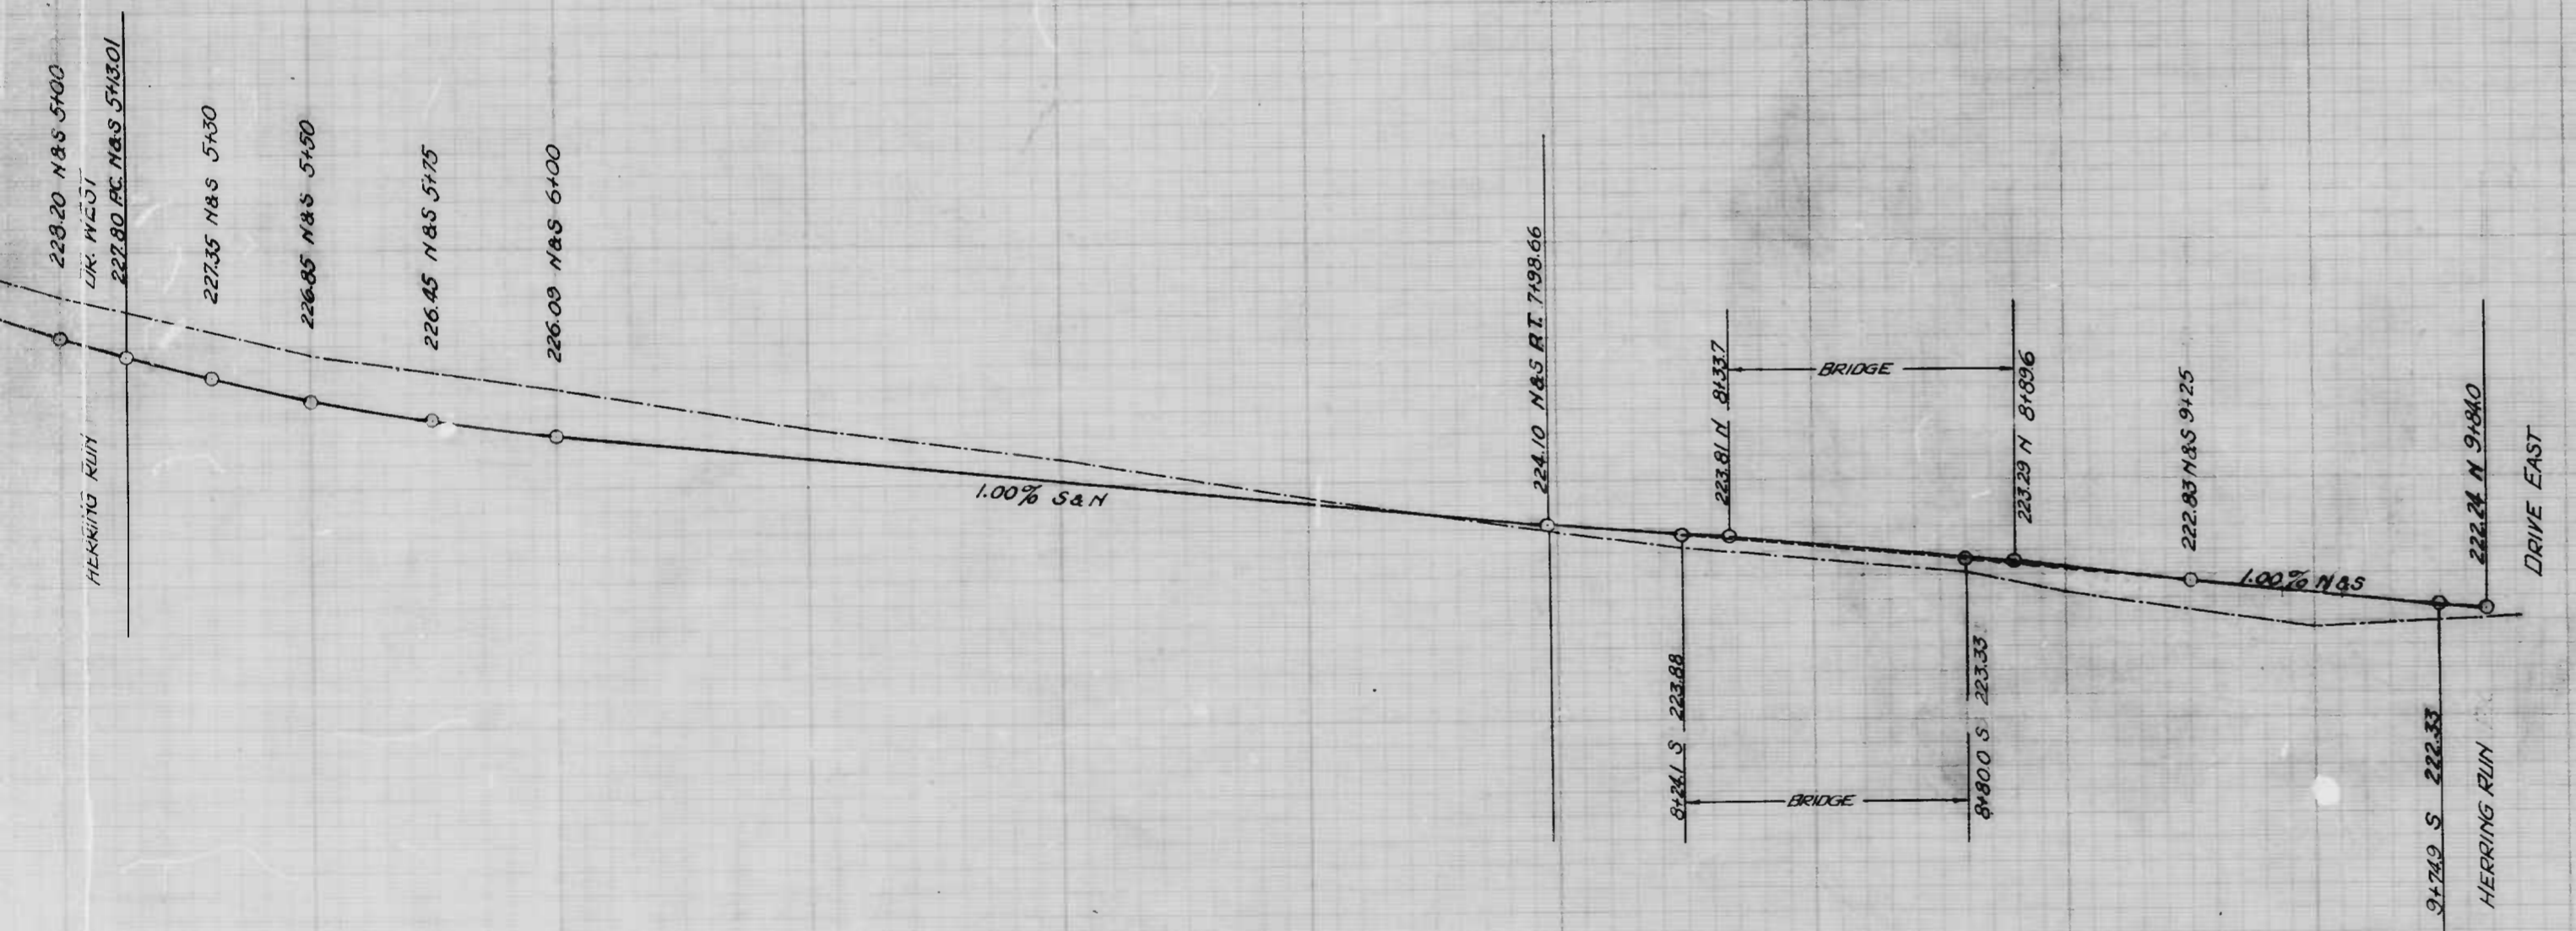 228.20 N&S 5+00
DR. WEST
HERRING RUN
227.80 P.C. N&S 5+13.01
227.35 N&S 5+30
226.85 N&S 5+50
226.45 N&S 5+75
226.09 N&S 6+00
1.00% S&N
224.10 N&S P.T. 7+98.66
8+24.1 S 223.88
223.81 N 8+33.7
BRIDGE
BRIDGE
8+80.0 S 223.33
223.29 N 8+89.6
222.83 N&S 9+25
1.00% N&S
9+74.9 S 222.33
222.24 N 9+84.0
HERRING RUN
DRIVE EAST